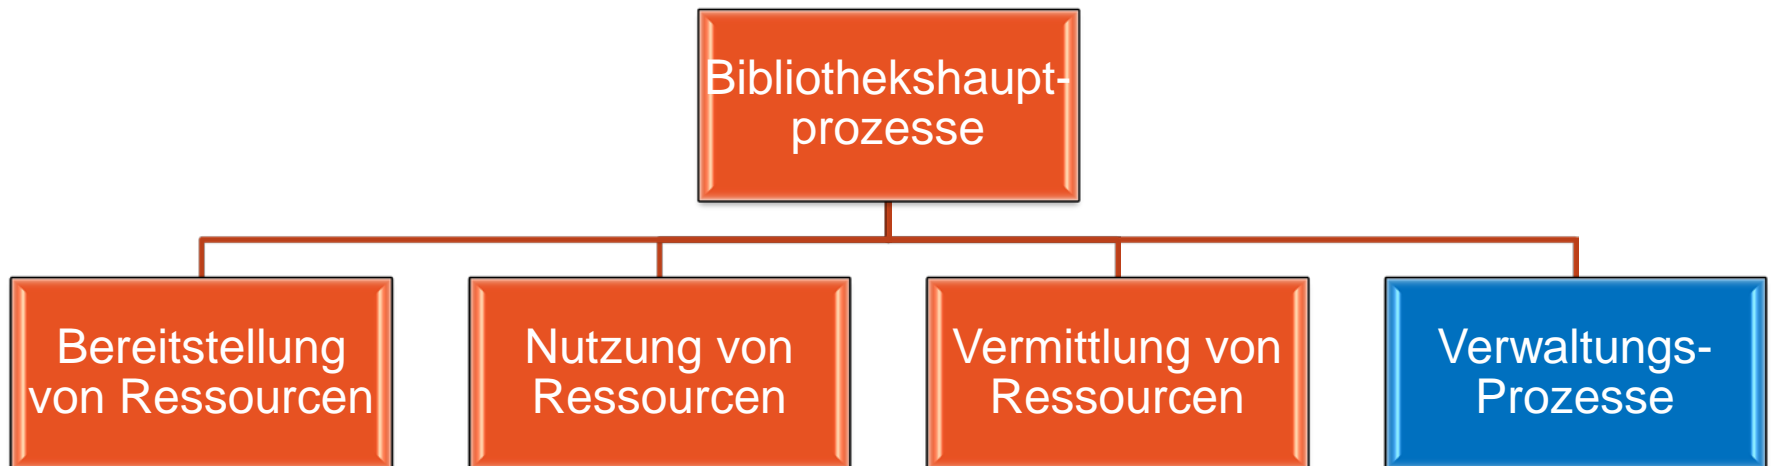 Bibliothekshaupt-
prozesse
Bereitstellung
von Ressourcen
Nutzung von
Ressourcen
Vermittlung von
Ressourcen
Verwaltungs-
Prozesse